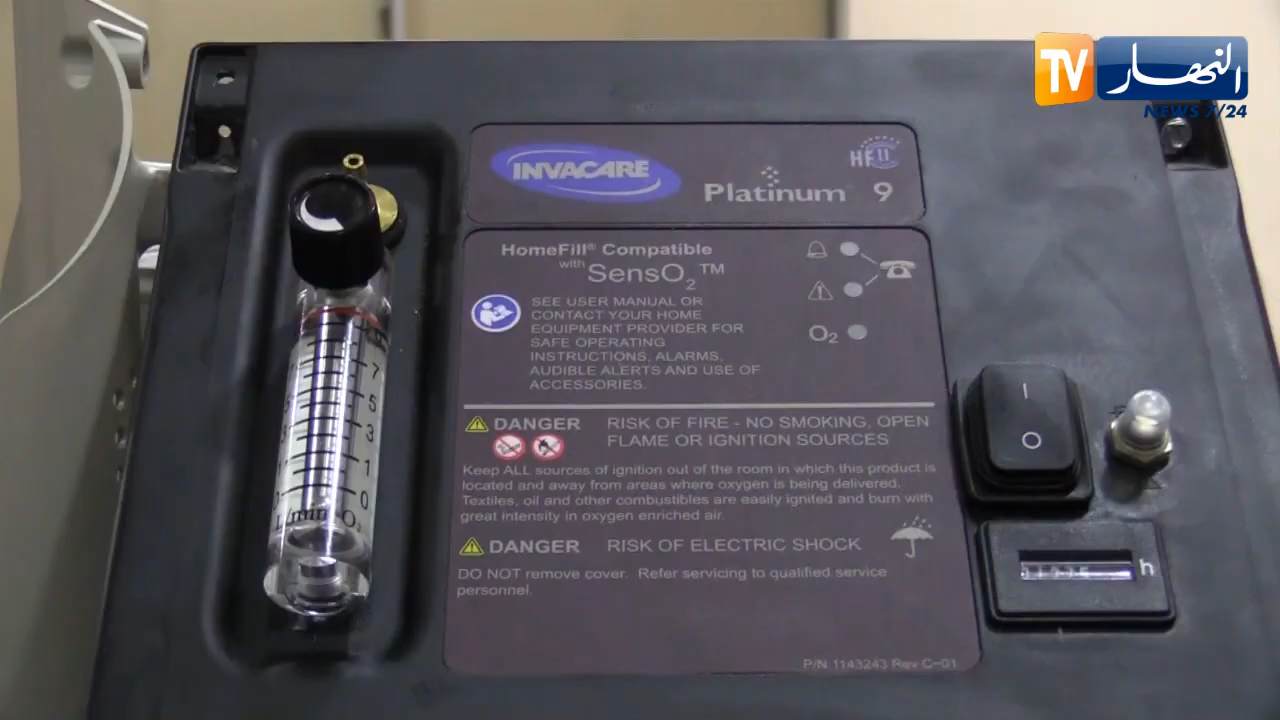 TV النهار
NEWS 7/24
INVACARE
Platinum 9
HF II
HomeFill® Compatible
with SensO2™
SEE USER MANUAL OR
CONTACT YOUR HOME
EQUIPMENT PROVIDER FOR
SAFE OPERATING
INSTRUCTIONS, ALARMS,
AUDIBLE ALERTS AND USE OF
ACCESSORIES.
O2
DANGER RISK OF FIRE - NO SMOKING, OPEN
FLAME OR IGNITION SOURCES
Keep ALL sources of ignition out of the room in which this product is
located and away from areas where oxygen is being delivered.
Textiles, oil and other combustibles are easily ignited and burn with
great intensity in oxygen enriched air.
DANGER RISK OF ELECTRIC SHOCK
DO NOT remove cover. Refer servicing to qualified service
personnel.
P/N 1143243 Rev C-01
7
5
3
1
0
L/min O2
I
O
h